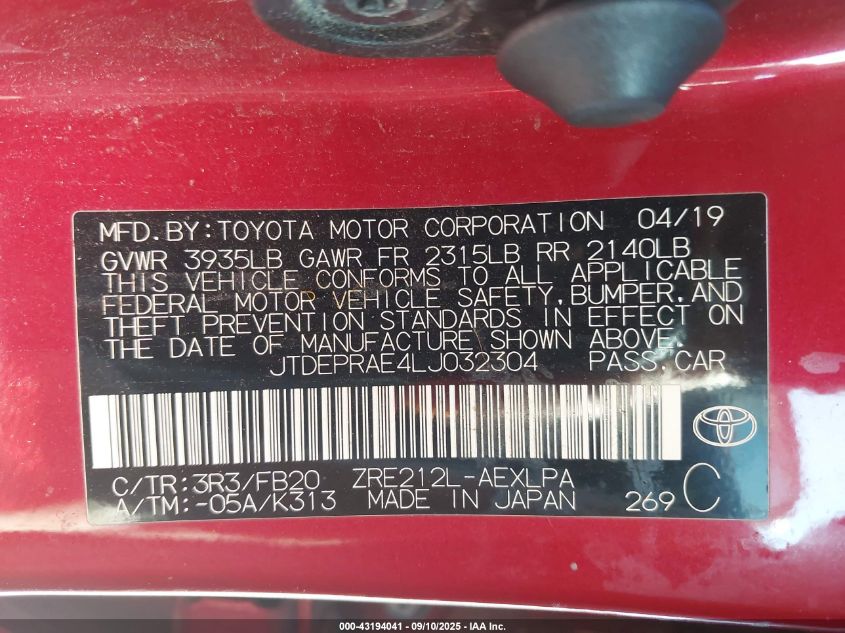 MFD.BY:TOYOTA MOTOR CORPORATION 04/19
GVWR 3935LB GAWR FR 2315LB RR 2140LB
THIS VEHICLE CONFORMS TO ALL APPLICABLE
FEDERAL MOTOR VEHICLE SAFETY,BUMPER,AND
THEFT PREVENTION STANDARDS IN EFFECT ON
THE DATE OF MANUFACTURE SHOWN ABOVE.
JTDEPRAE4LJ032304 PASS.CAR
C/TR:3R3/FB20 ZRE212L-AEXLPA
A/TM:-05A/K313 MADE IN JAPAN 269 C
000-43194041 - 09/10/2025 - IAA Inc.